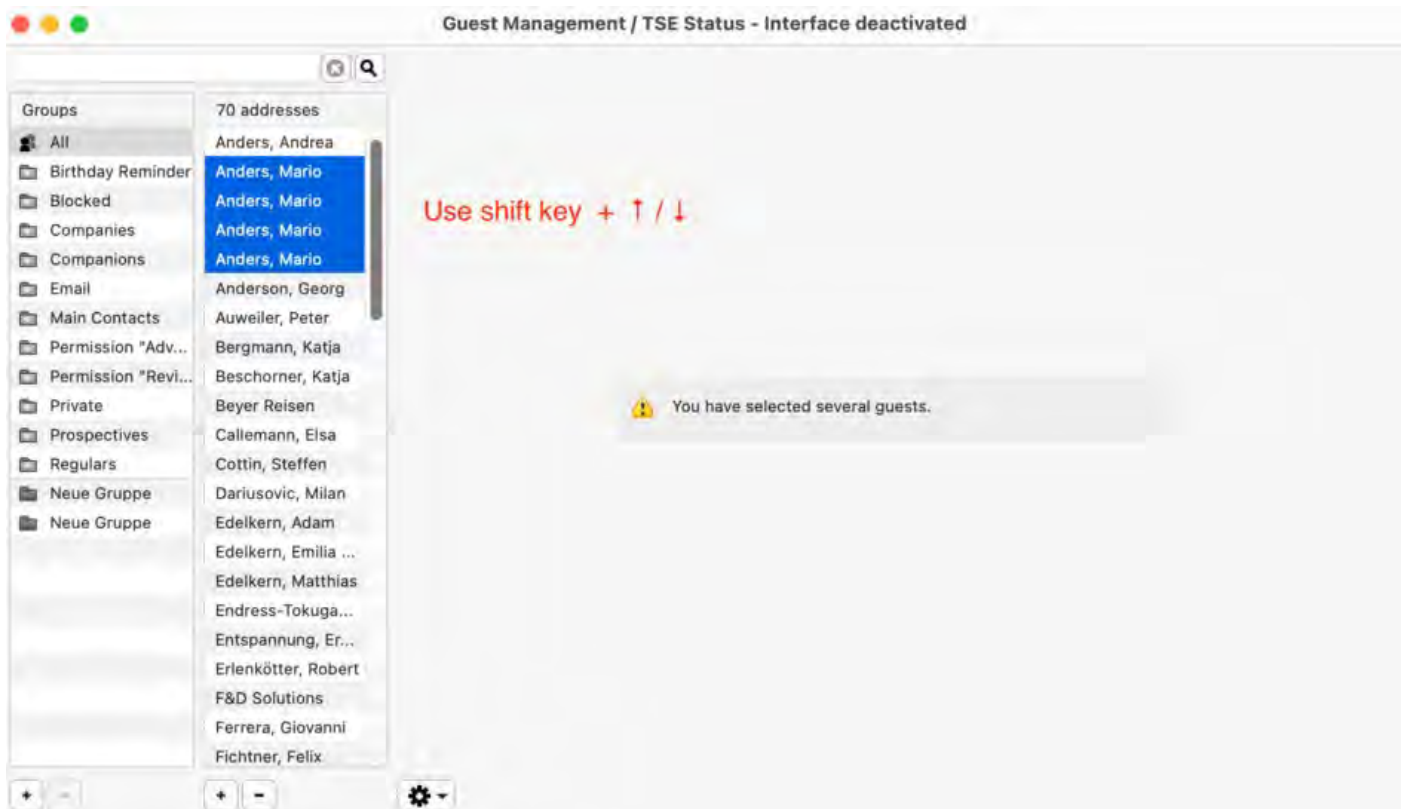 Guest Management / TSE Status - Interface deactivated
Groups
All
Birthday Reminder
Blocked
Companies
Companions
Email
Main Contacts
Permission "Adv...
Permission "Revi...
Private
Prospectives
Regulars
Neue Gruppe
Neue Gruppe
70 addresses
Anders, Andrea
Anders, Mario
Anders, Mario
Anders, Mario
Anders, Mario
Anderson, Georg
Auweiler, Peter
Bergmann, Katja
Beschorner, Katja
Beyer Reisen
Callemann, Elsa
Cottin, Steffen
Dariusovic, Milan
Edelkern, Adam
Edelkern, Emilia ...
Edelkern, Matthias
Endress-Tokuga...
Entspannung, Er...
Erlenkötter, Robert
F&D Solutions
Ferrera, Giovanni
Fichtner, Felix
Use shift key + ↑ / ↓
You have selected several guests.